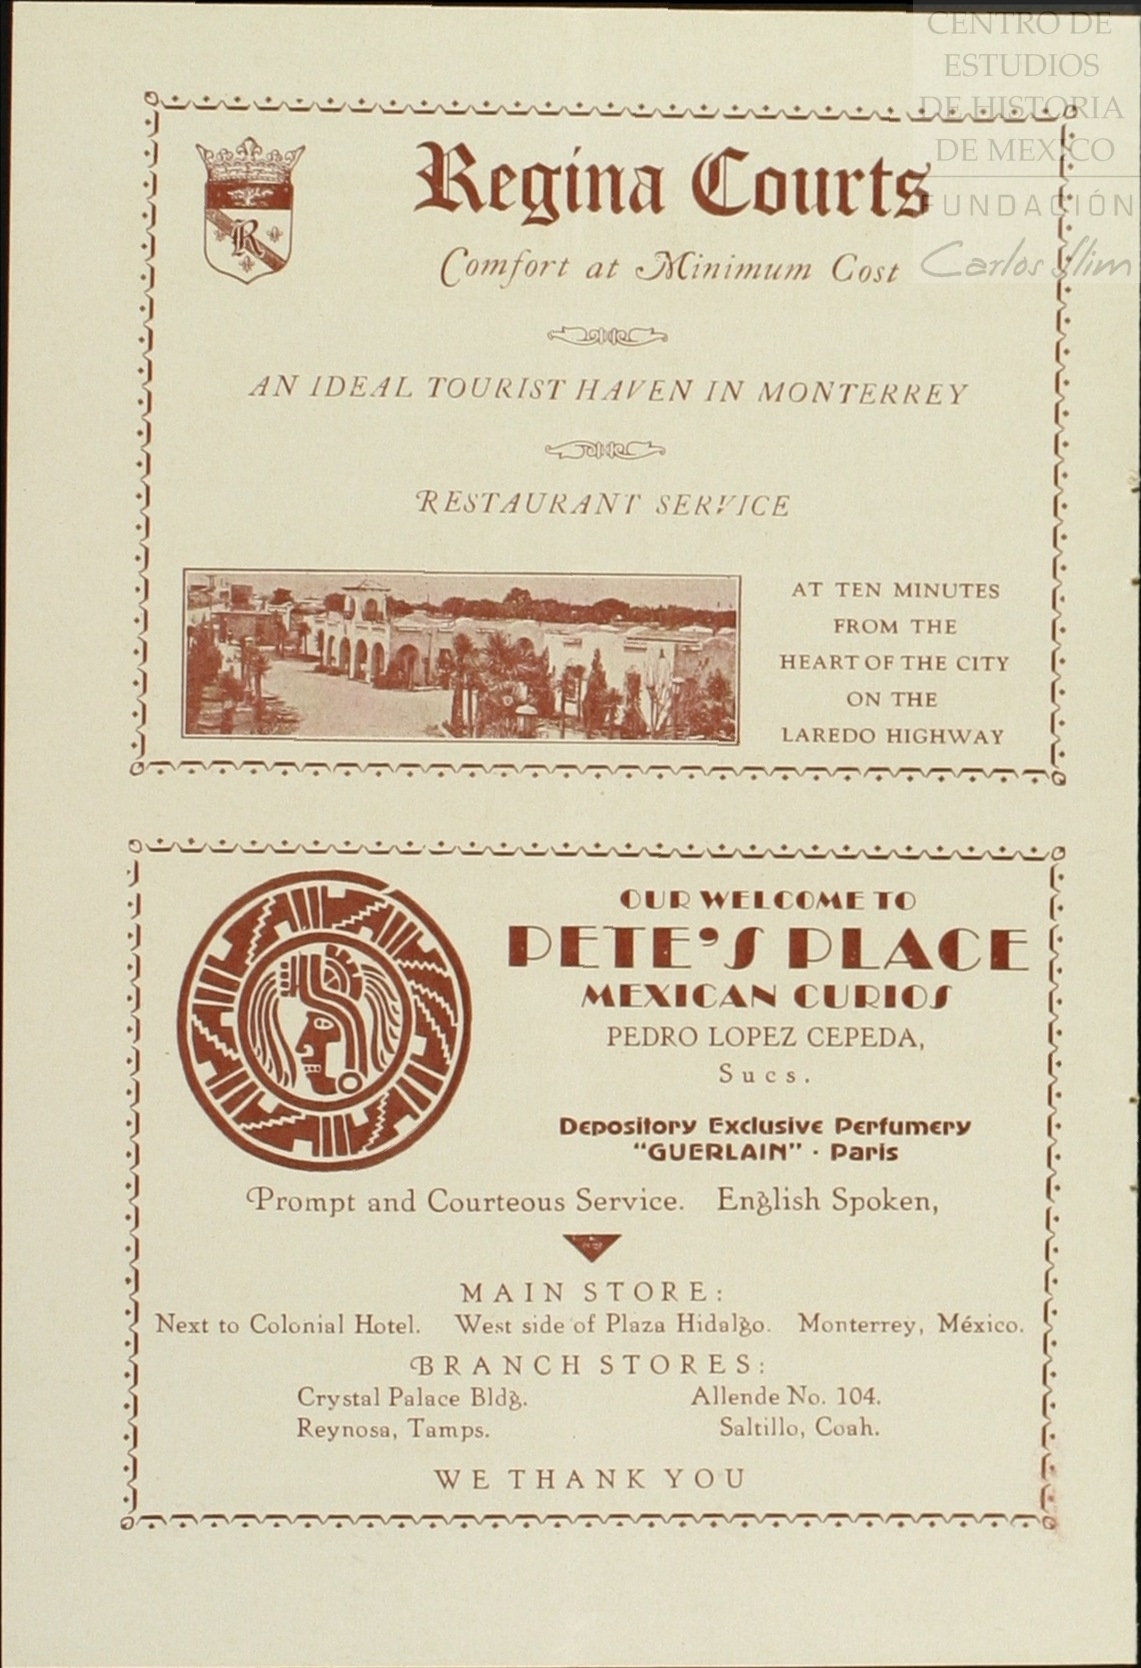 CENTRO DE
ESTUDIOS
DE HISTORIA
DE MEXICO
FUNDACIÓN
Carlos Slim
R
Regina Courts
Comfort at Minimum Cost
AN IDEAL TOURIST HAVEN IN MONTERREY
RESTAURANT SERVICE
AT TEN MINUTES
FROM THE
HEART OF THE CITY
ON THE
LAREDO HIGHWAY
OUR WELCOME TO
PETE'S PLACE
MEXICAN CURIOS
PEDRO LOPEZ CEPEDA,
Sucs.
Depository Exclusive Perfumery
"GUERLAIN" · Paris
Prompt and Courteous Service. English Spoken,
MAIN STORE:
Next to Colonial Hotel. West side of Plaza Hidalgo. Monterrey, México.
BRANCH STORES:
Crystal Palace Bldg. Allende No. 104.
Reynosa, Tamps. Saltillo, Coah.
WE THANK YOU